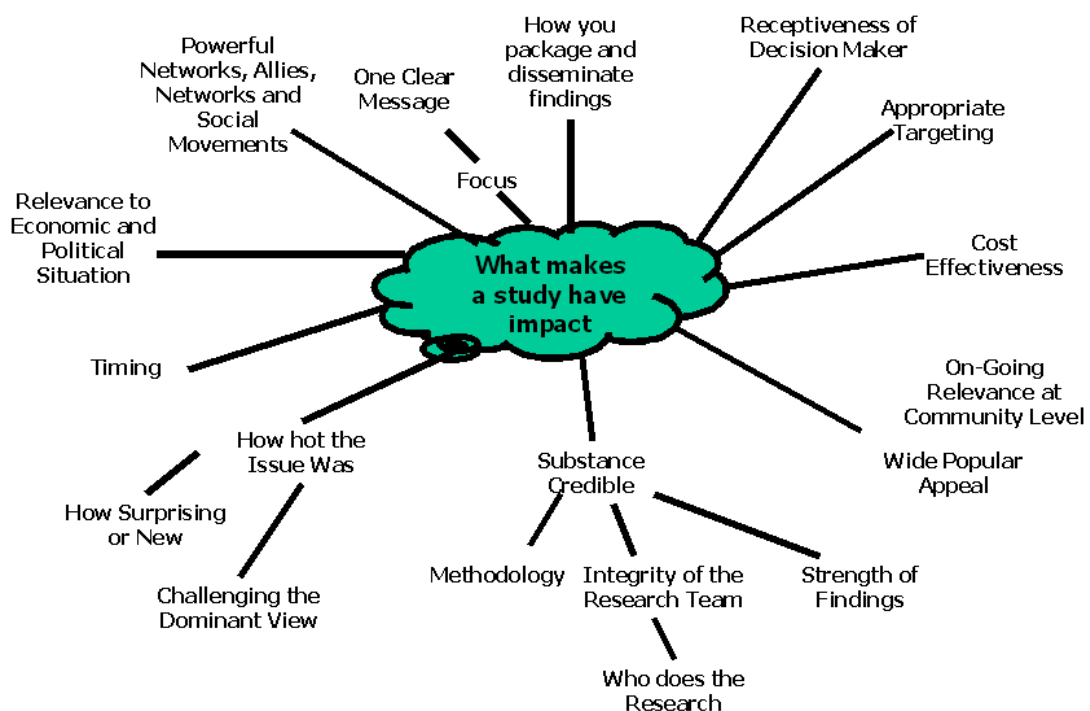 How you
package and
disseminate
findings
Receptiveness of
Decision Maker
Powerful
Networks, Allies,
Networks and
Social
Movements
One Clear
Message
Appropriate
Targeting
Focus
Relevance to
Economic and
Political
Situation
Cost
Effectiveness
What makes
a study have
impact
Timing
On-Going
Relevance at
Community Level
How hot the
Issue Was
Substance
Credible
Wide Popular
Appeal
How Surprising
or New
Methodology
Integrity of the
Research Team
Strength of
Findings
Challenging the
Dominant View
Who does the
Research